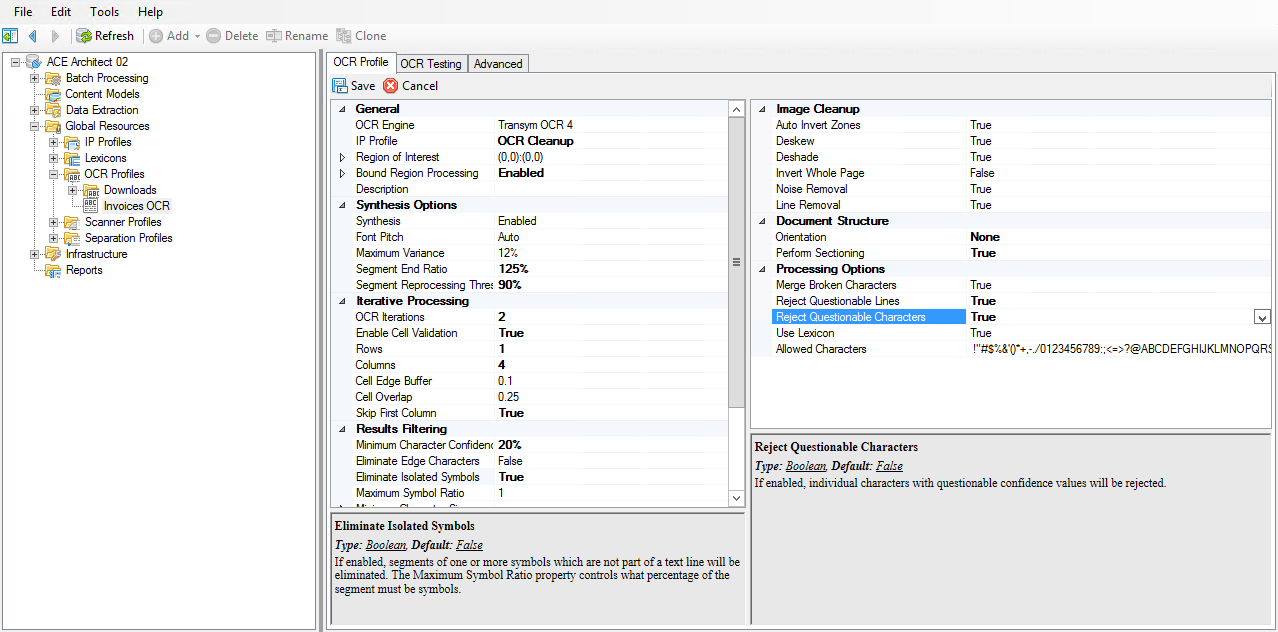 File Edit Tools Help
Refresh Add Delete Rename Clone
ACE Architect 02
Batch Processing
Content Models
Data Extraction
Global Resources
IP Profiles
Lexicons
OCR Profiles
Downloads
Invoices OCR
Scanner Profiles
Separation Profiles
Infrastructure
Reports
OCR Profile OCR Testing Advanced
Save Cancel
General
OCR Engine Transym OCR 4
IP Profile OCR Cleanup
Region of Interest (0,0):(0,0)
Bound Region Processing Enabled
Description
Synthesis Options
Synthesis Enabled
Font Pitch Auto
Maximum Variance 12%
Segment End Ratio 125%
Segment Reprocessing Thres 90%
Iterative Processing
OCR Iterations 2
Enable Cell Validation True
Rows 1
Columns 4
Cell Edge Buffer 0.1
Cell Overlap 0.25
Skip First Column True
Results Filtering
Minimum Character Confidenc 20%
Eliminate Edge Characters False
Eliminate Isolated Symbols True
Maximum Symbol Ratio 1
Eliminate Isolated Symbols
Type: Boolean, Default: False
If enabled, segments of one or more symbols which are not part of a text line will be
eliminated. The Maximum Symbol Ratio property controls what percentage of the
segment must be symbols.
Image Cleanup
Auto Invert Zones True
Deskew True
Deshade True
Invert Whole Page False
Noise Removal True
Line Removal True
Document Structure
Orientation None
Perform Sectioning True
Processing Options
Merge Broken Characters True
Reject Questionable Lines True
Reject Questionable Characters True
Use Lexicon True
Allowed Characters !"#$%&'()*+,-./0123456789:;<=>?@ABCDEFGHIJKLMNOPQRS
Reject Questionable Characters
Type: Boolean, Default: False
If enabled, individual characters with questionable confidence values will be rejected.